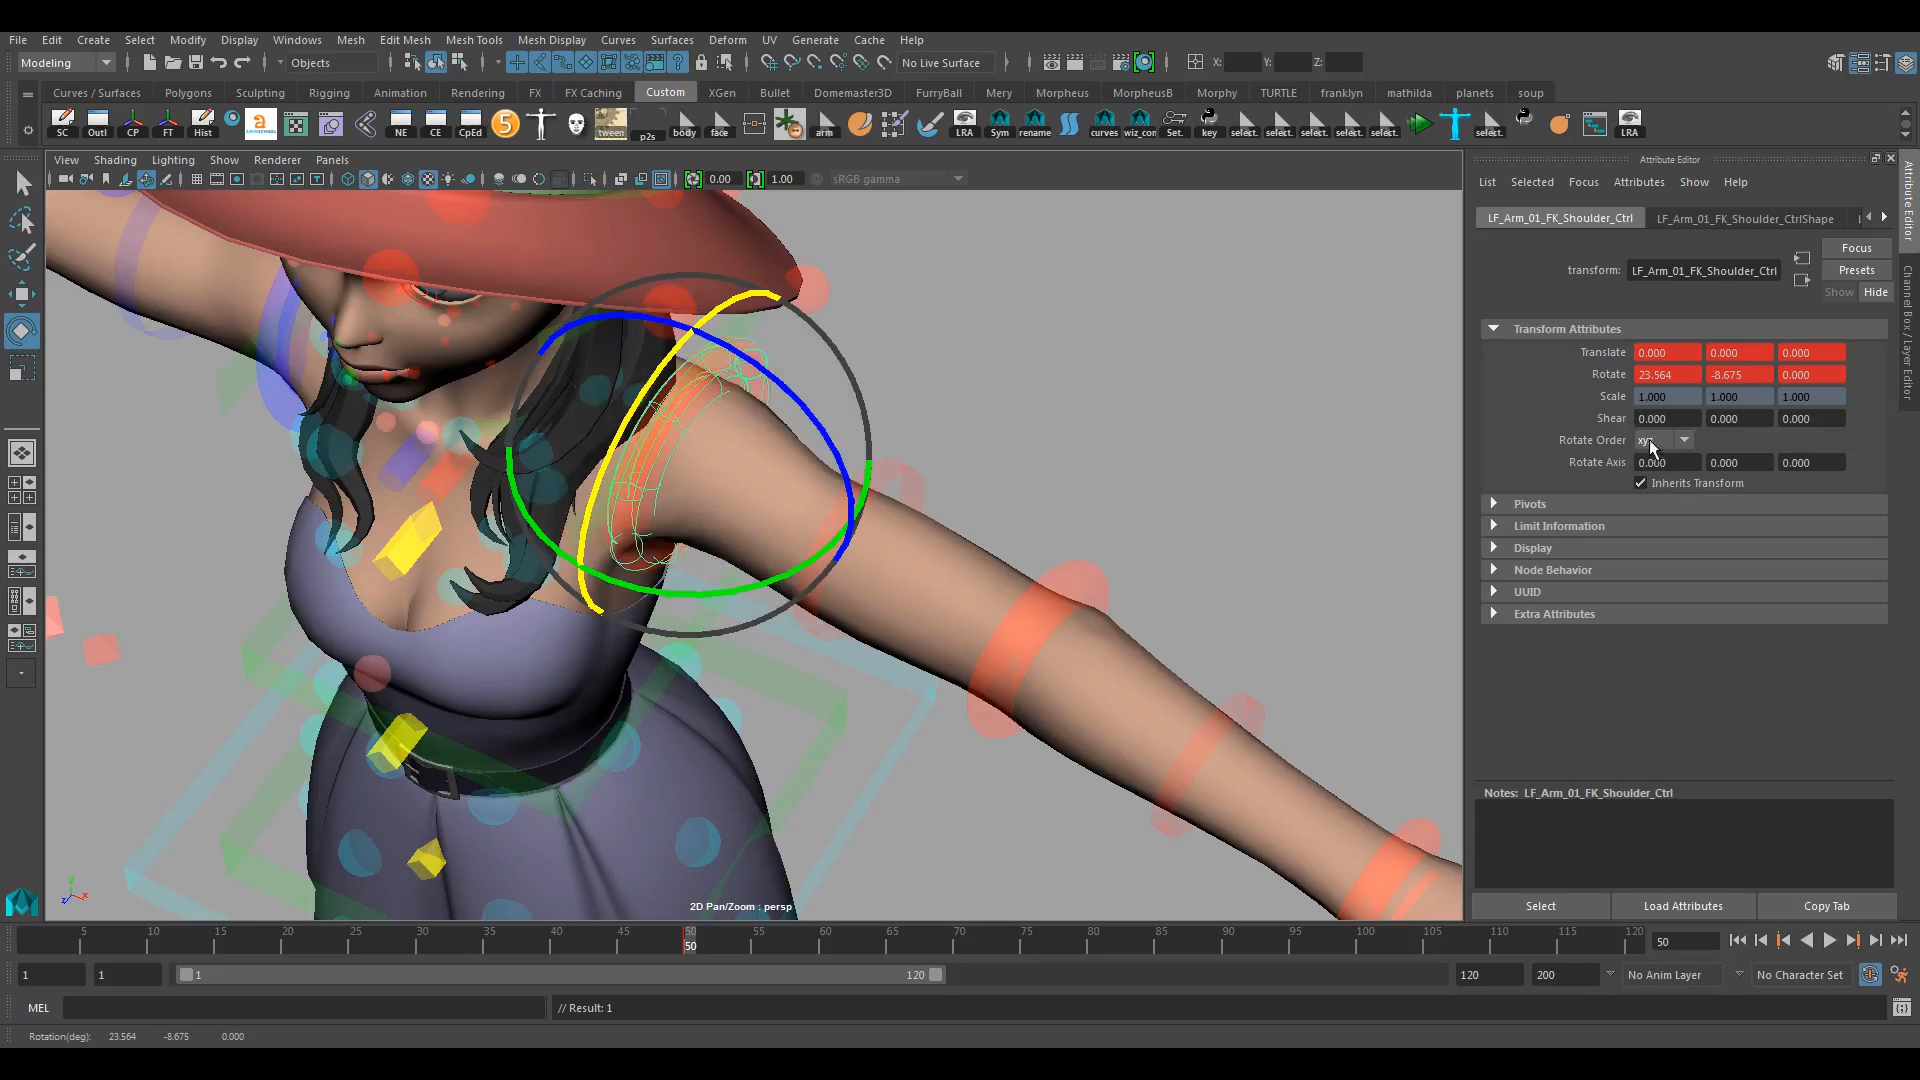 File Edit Create Select Modify Display Windows Mesh Edit Mesh Mesh Tools Mesh Display Curves Surfaces Deform UV Generate Cache Help
Modeling Objects No Live Surface X: Y: Z:
Curves / Surfaces Polygons Sculpting Rigging Animation Rendering FX FX Caching Custom XGen Bullet Domemaster3D FurryBall Mery Morpheus MorpheusB Morphy TURTLE franklyn mathilda planets soup
SC Outl CP FT Hist NE CE CpEd 5 tween p2s body face arm LRA Sym rename curves wiz_con Set. key select. select. select. select. select. select. LRA
View Shading Lighting Show Renderer Panels
0.00 1.00 sRGB gamma
2D Pan/Zoom : persp
Attribute Editor
List Selected Focus Attributes Show Help
LF_Arm_01_FK_Shoulder_Ctrl LF_Arm_01_FK_Shoulder_CtrlShape
Focus
transform: LF_Arm_01_FK_Shoulder_Ctrl Presets
Show Hide
Transform Attributes
Translate 0.000 0.000 0.000
Rotate 23.564 -8.675 0.000
Scale 1.000 1.000 1.000
Shear 0.000 0.000 0.000
Rotate Order
Rotate Axis 0.000 0.000 0.000
Inherits Transform
Pivots
Limit Information
Display
Node Behavior
UUID
Extra Attributes
Notes: LF_Arm_01_FK_Shoulder_Ctrl
Select Load Attributes Copy Tab
Attribute Editor
Channel Box / Layer Editor
5 10 15 20 25 30 35 40 45 50 55 60 65 70 75 80 85 90 95 100 105 110 115 120
50 50
1 1 1 120 120 200 No Anim Layer No Character Set
MEL // Result: 1
Rotation(deg): 23.564 -8.675 0.000